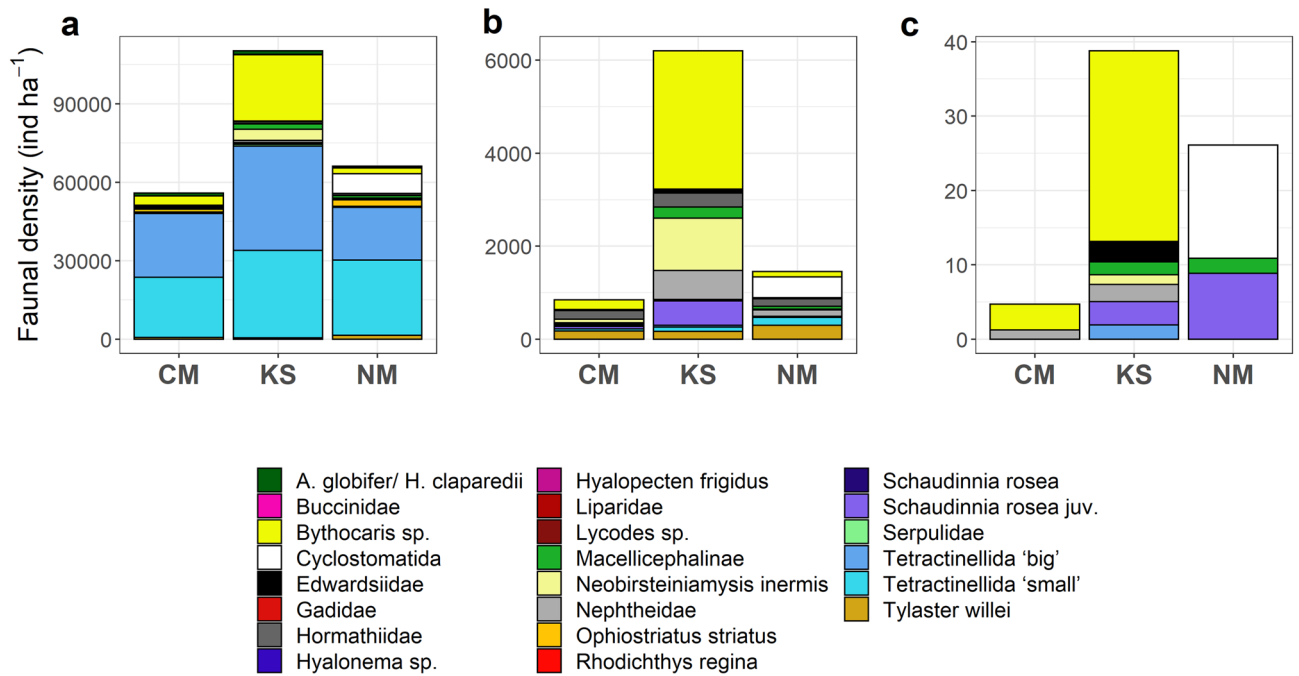 a
b
c
Faunal density (ind ha⁻¹)
90000
60000
30000
0
CM KS NM
6000
4000
2000
0
CM KS NM
40
30
20
10
0
CM KS NM
A. globifer/ H. claparedii
Buccinidae
Bythocaris sp.
Cyclostomatida
Edwardsiidae
Gadidae
Hormathiidae
Hyalonema sp.
Hyalopecten frigidus
Liparidae
Lycodes sp.
Macellicephalinae
Neobirsteiniamysis inermis
Nephtheidae
Ophiostriatus striatus
Rhodichthys regina
Schaudinnia rosea
Schaudinnia rosea juv.
Serpulidae
Tetractinellida ‘big’
Tetractinellida ‘small’
Tylaster willei